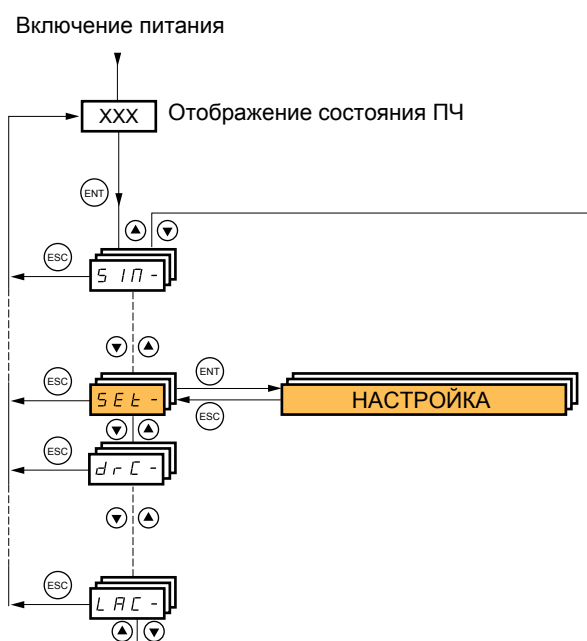 Включение питания
XXX Отображение состояния ПЧ
ENT
ESC
SIM-
ESC ENT
SEt- НАСТРОЙКА
ESC
ESC
drC-
ESC
LAC-